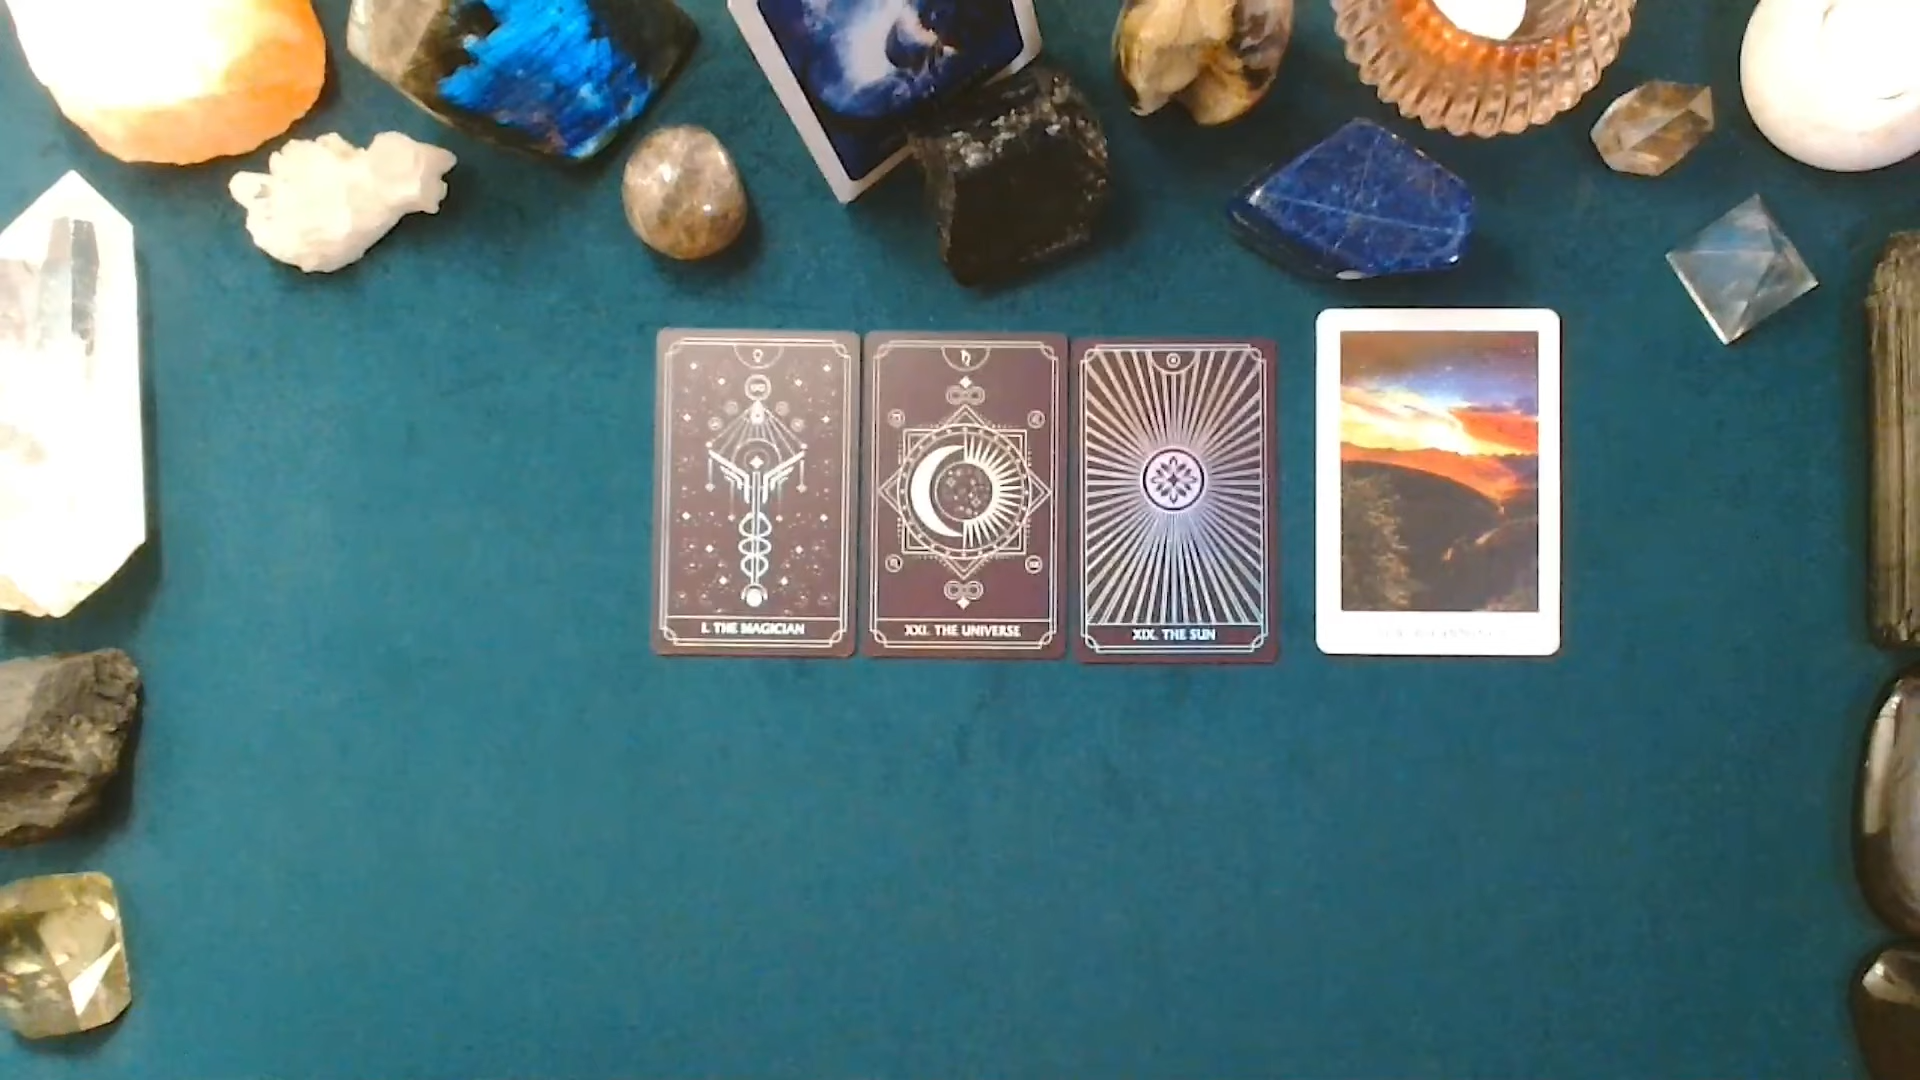 I. THE MAGICIAN
XXI. THE UNIVERSE
XIX. THE SUN